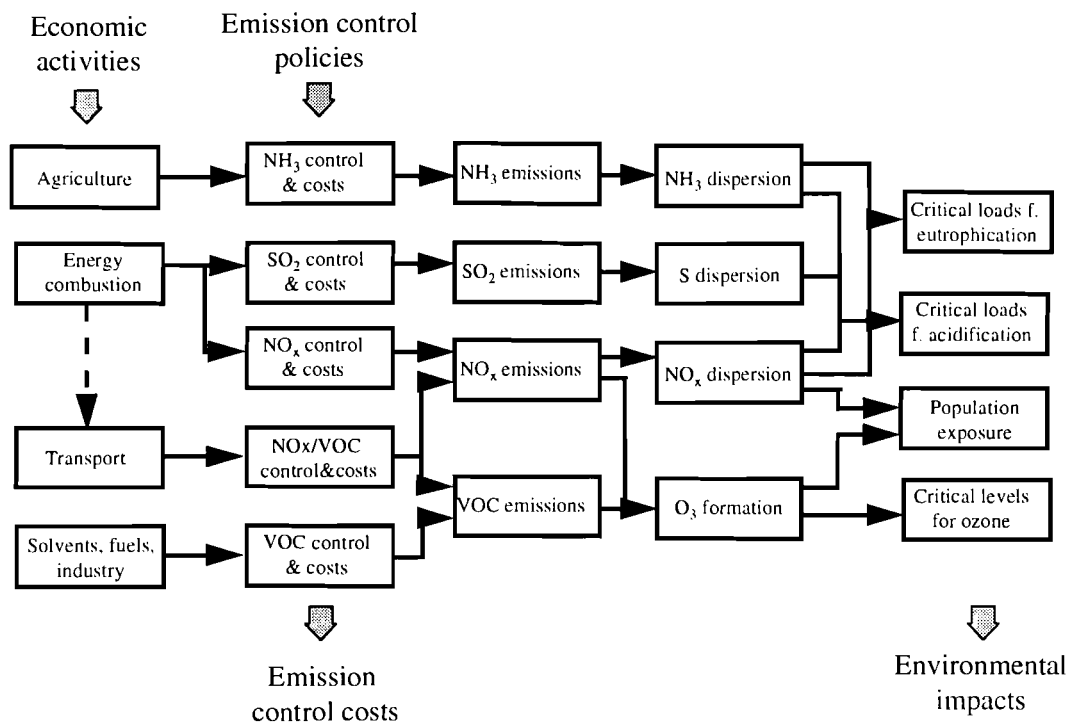 Economic
activities
Emission control
policies
Agriculture
NH₃ control
& costs
NH₃ emissions
NH₃ dispersion
Critical loads f.
eutrophication
Energy
combustion
SO₂ control
& costs
SO₂ emissions
S dispersion
Critical loads
f. acidification
NOₓ control
& costs
NOₓ emissions
NOₓ dispersion
Population
exposure
Transport
NOx/VOC
control&costs
VOC emissions
O₃ formation
Critical levels
for ozone
Solvents, fuels,
industry
VOC control
& costs
Emission
control costs
Environmental
impacts